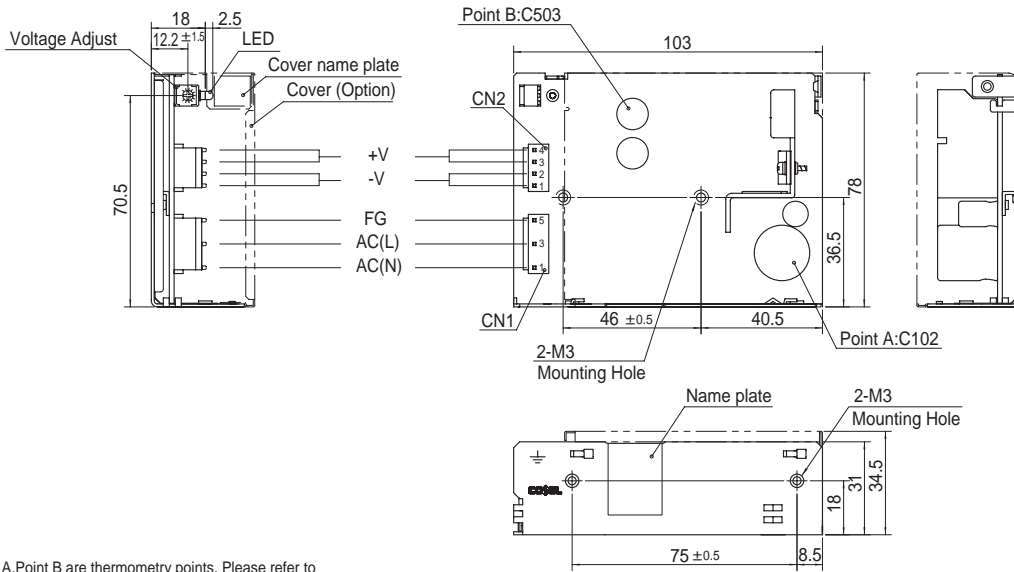 18
2.5
Point B:C503
Voltage Adjust
12.2 ±1.5
LED
103
Cover name plate
Cover (Option)
CN2
+V
-V
4
3
2
1
70.5
78
FG
AC(L)
AC(N)
5
3
1
36.5
CN1
46 ±0.5
40.5
2-M3
Mounting Hole
Point A:C102
Name plate
2-M3
Mounting Hole
COSEL
18
31
34.5
75 ±0.5
8.5
A,Point B are thermometry points. Please refer to